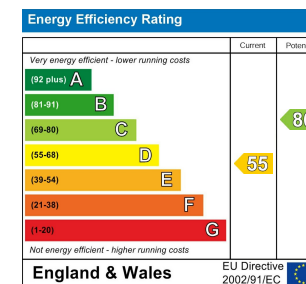 Energy Efficiency Rating
Current
Very energy efficient - lower running costs
(92 plus) A
(81-91) B
(69-80) C
(55-68) D
(39-54) E
(21-38) F
(1-20) G
55
Not energy efficient - higher running costs
England & Wales
EU Directive
2002/91/EC